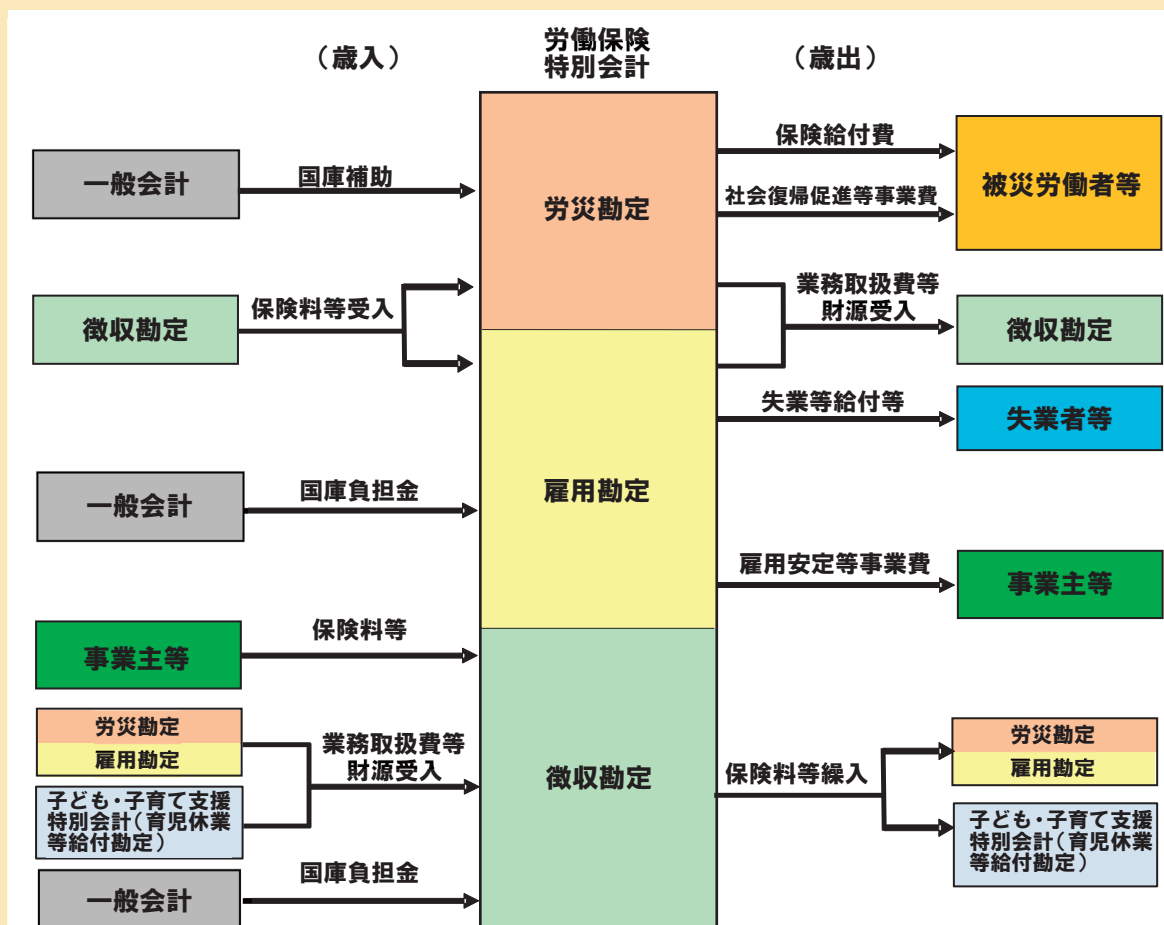 （歳入）
労働保険
特別会計
（歳出）
一般会計
国庫補助
徴収勘定
保険料等受入
一般会計
国庫負担金
事業主等
保険料等
労災勘定
雇用勘定
子ども・子育て支援
特別会計（育児休業
等給付勘定）
業務取扱費等
財源受入
一般会計
国庫負担金
労災勘定
雇用勘定
徴収勘定
保険給付費
社会復帰促進等事業費
被災労働者等
業務取扱費等
財源受入
徴収勘定
失業等給付等
失業者等
雇用安定等事業費
事業主等
保険料等繰入
労災勘定
雇用勘定
子ども・子育て支援
特別会計（育児休業
等給付勘定）